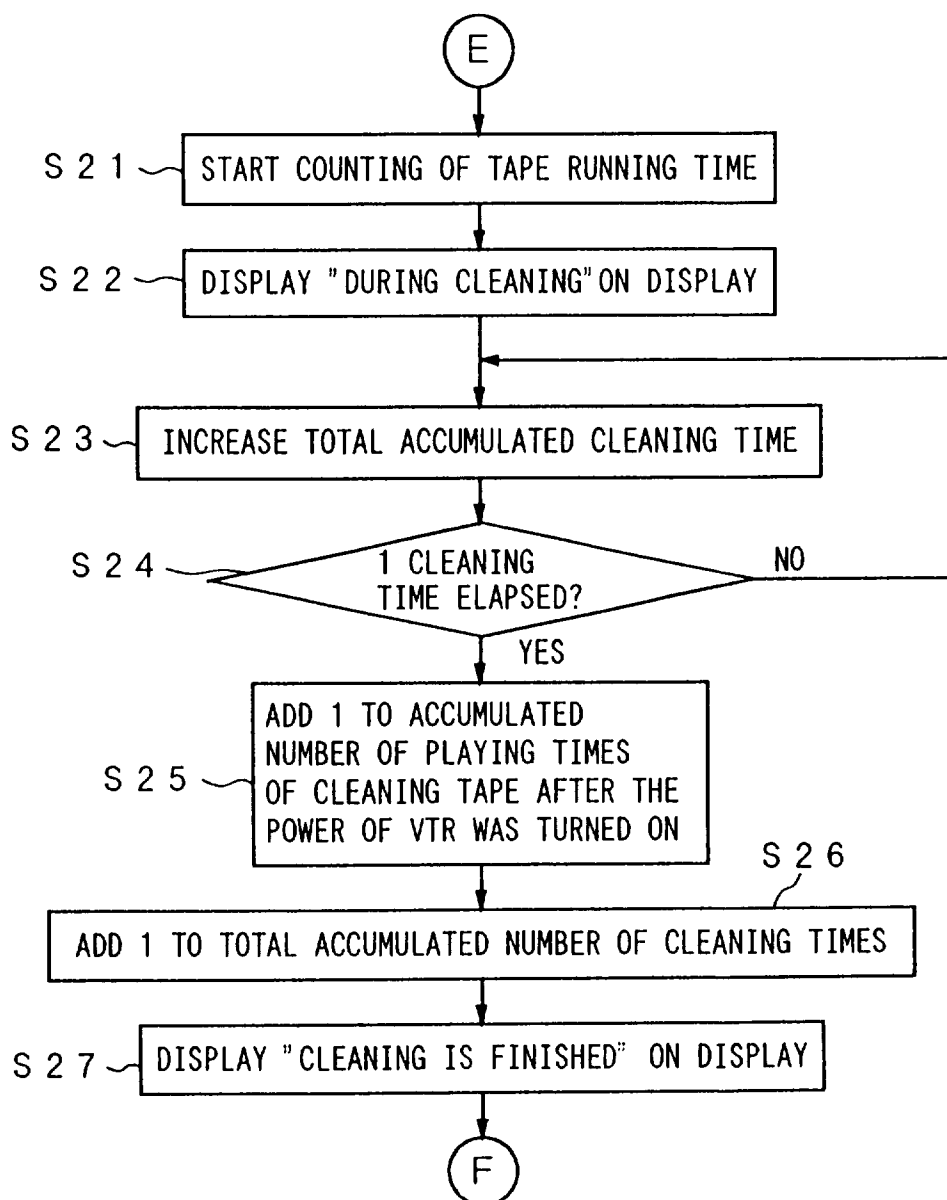 E
S21
START COUNTING OF TAPE RUNNING TIME
S22
DISPLAY "DURING CLEANING" ON DISPLAY
S23
INCREASE TOTAL ACCUMULATED CLEANING TIME
S24
1 CLEANING
TIME ELAPSED?
NO
YES
S25
ADD 1 TO ACCUMULATED
NUMBER OF PLAYING TIMES
OF CLEANING TAPE AFTER THE
POWER OF VTR WAS TURNED ON
S26
ADD 1 TO TOTAL ACCUMULATED NUMBER OF CLEANING TIMES
S27
DISPLAY "CLEANING IS FINISHED" ON DISPLAY
F